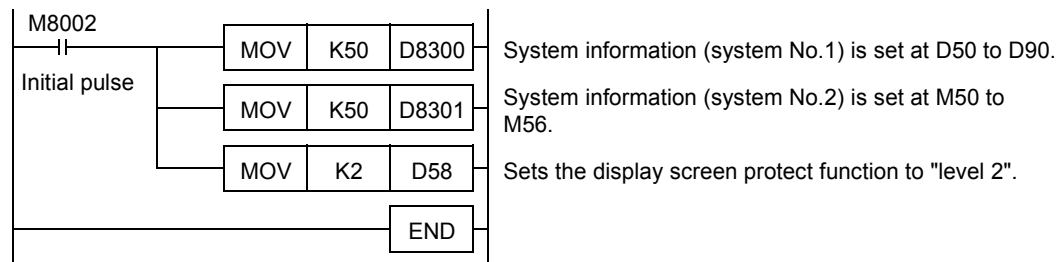 M8002
MOV K50 D8300 System information (system No.1) is set at D50 to D90.
Initial pulse
MOV K50 D8301 System information (system No.2) is set at M50 to
M56.
MOV K2 D58 Sets the display screen protect function to "level 2".
END